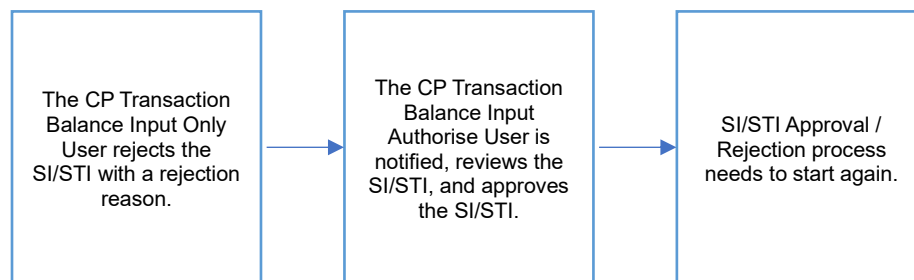 The CP Transaction
Balance Input Only
User rejects the
SI/STI with a rejection
reason.
The CP Transaction
Balance Input
Authorise User is
notified, reviews the
SI/STI, and approves
the SI/STI.
SI/STI Approval /
Rejection process
needs to start again.